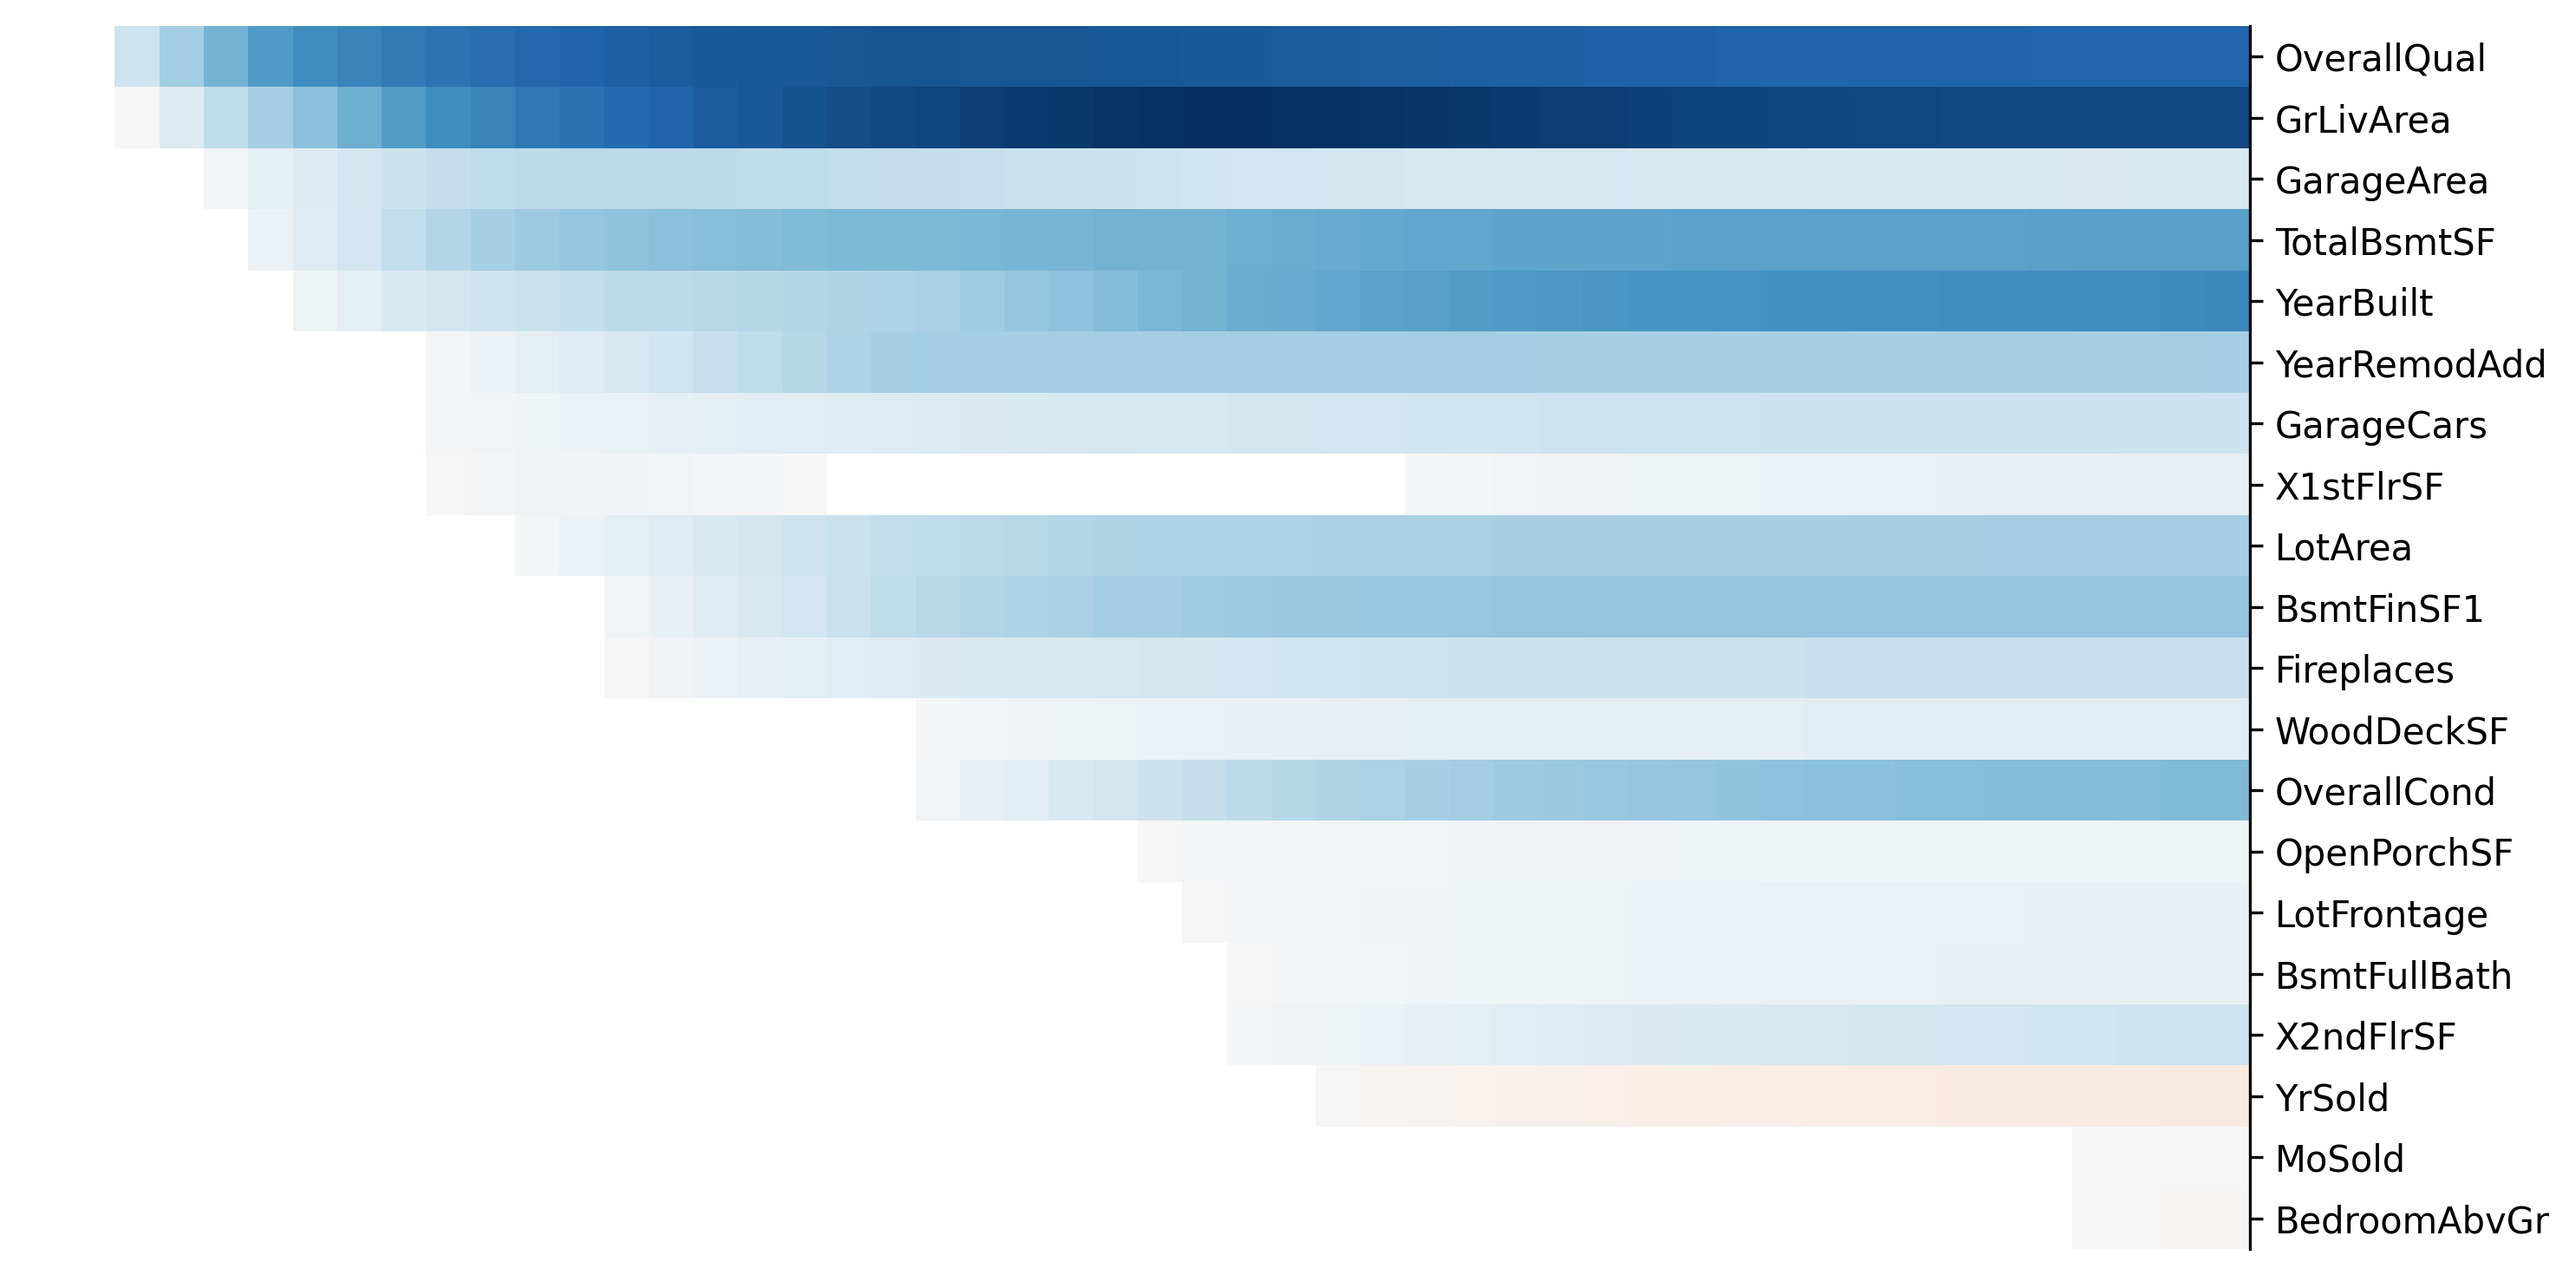 OverallQual
GrLivArea
GarageArea
TotalBsmtSF
YearBuilt
YearRemodAdd
GarageCars
X1stFlrSF
LotArea
BsmtFinSF1
Fireplaces
WoodDeckSF
OverallCond
OpenPorchSF
LotFrontage
BsmtFullBath
X2ndFlrSF
YrSold
MoSold
BedroomAbvGr